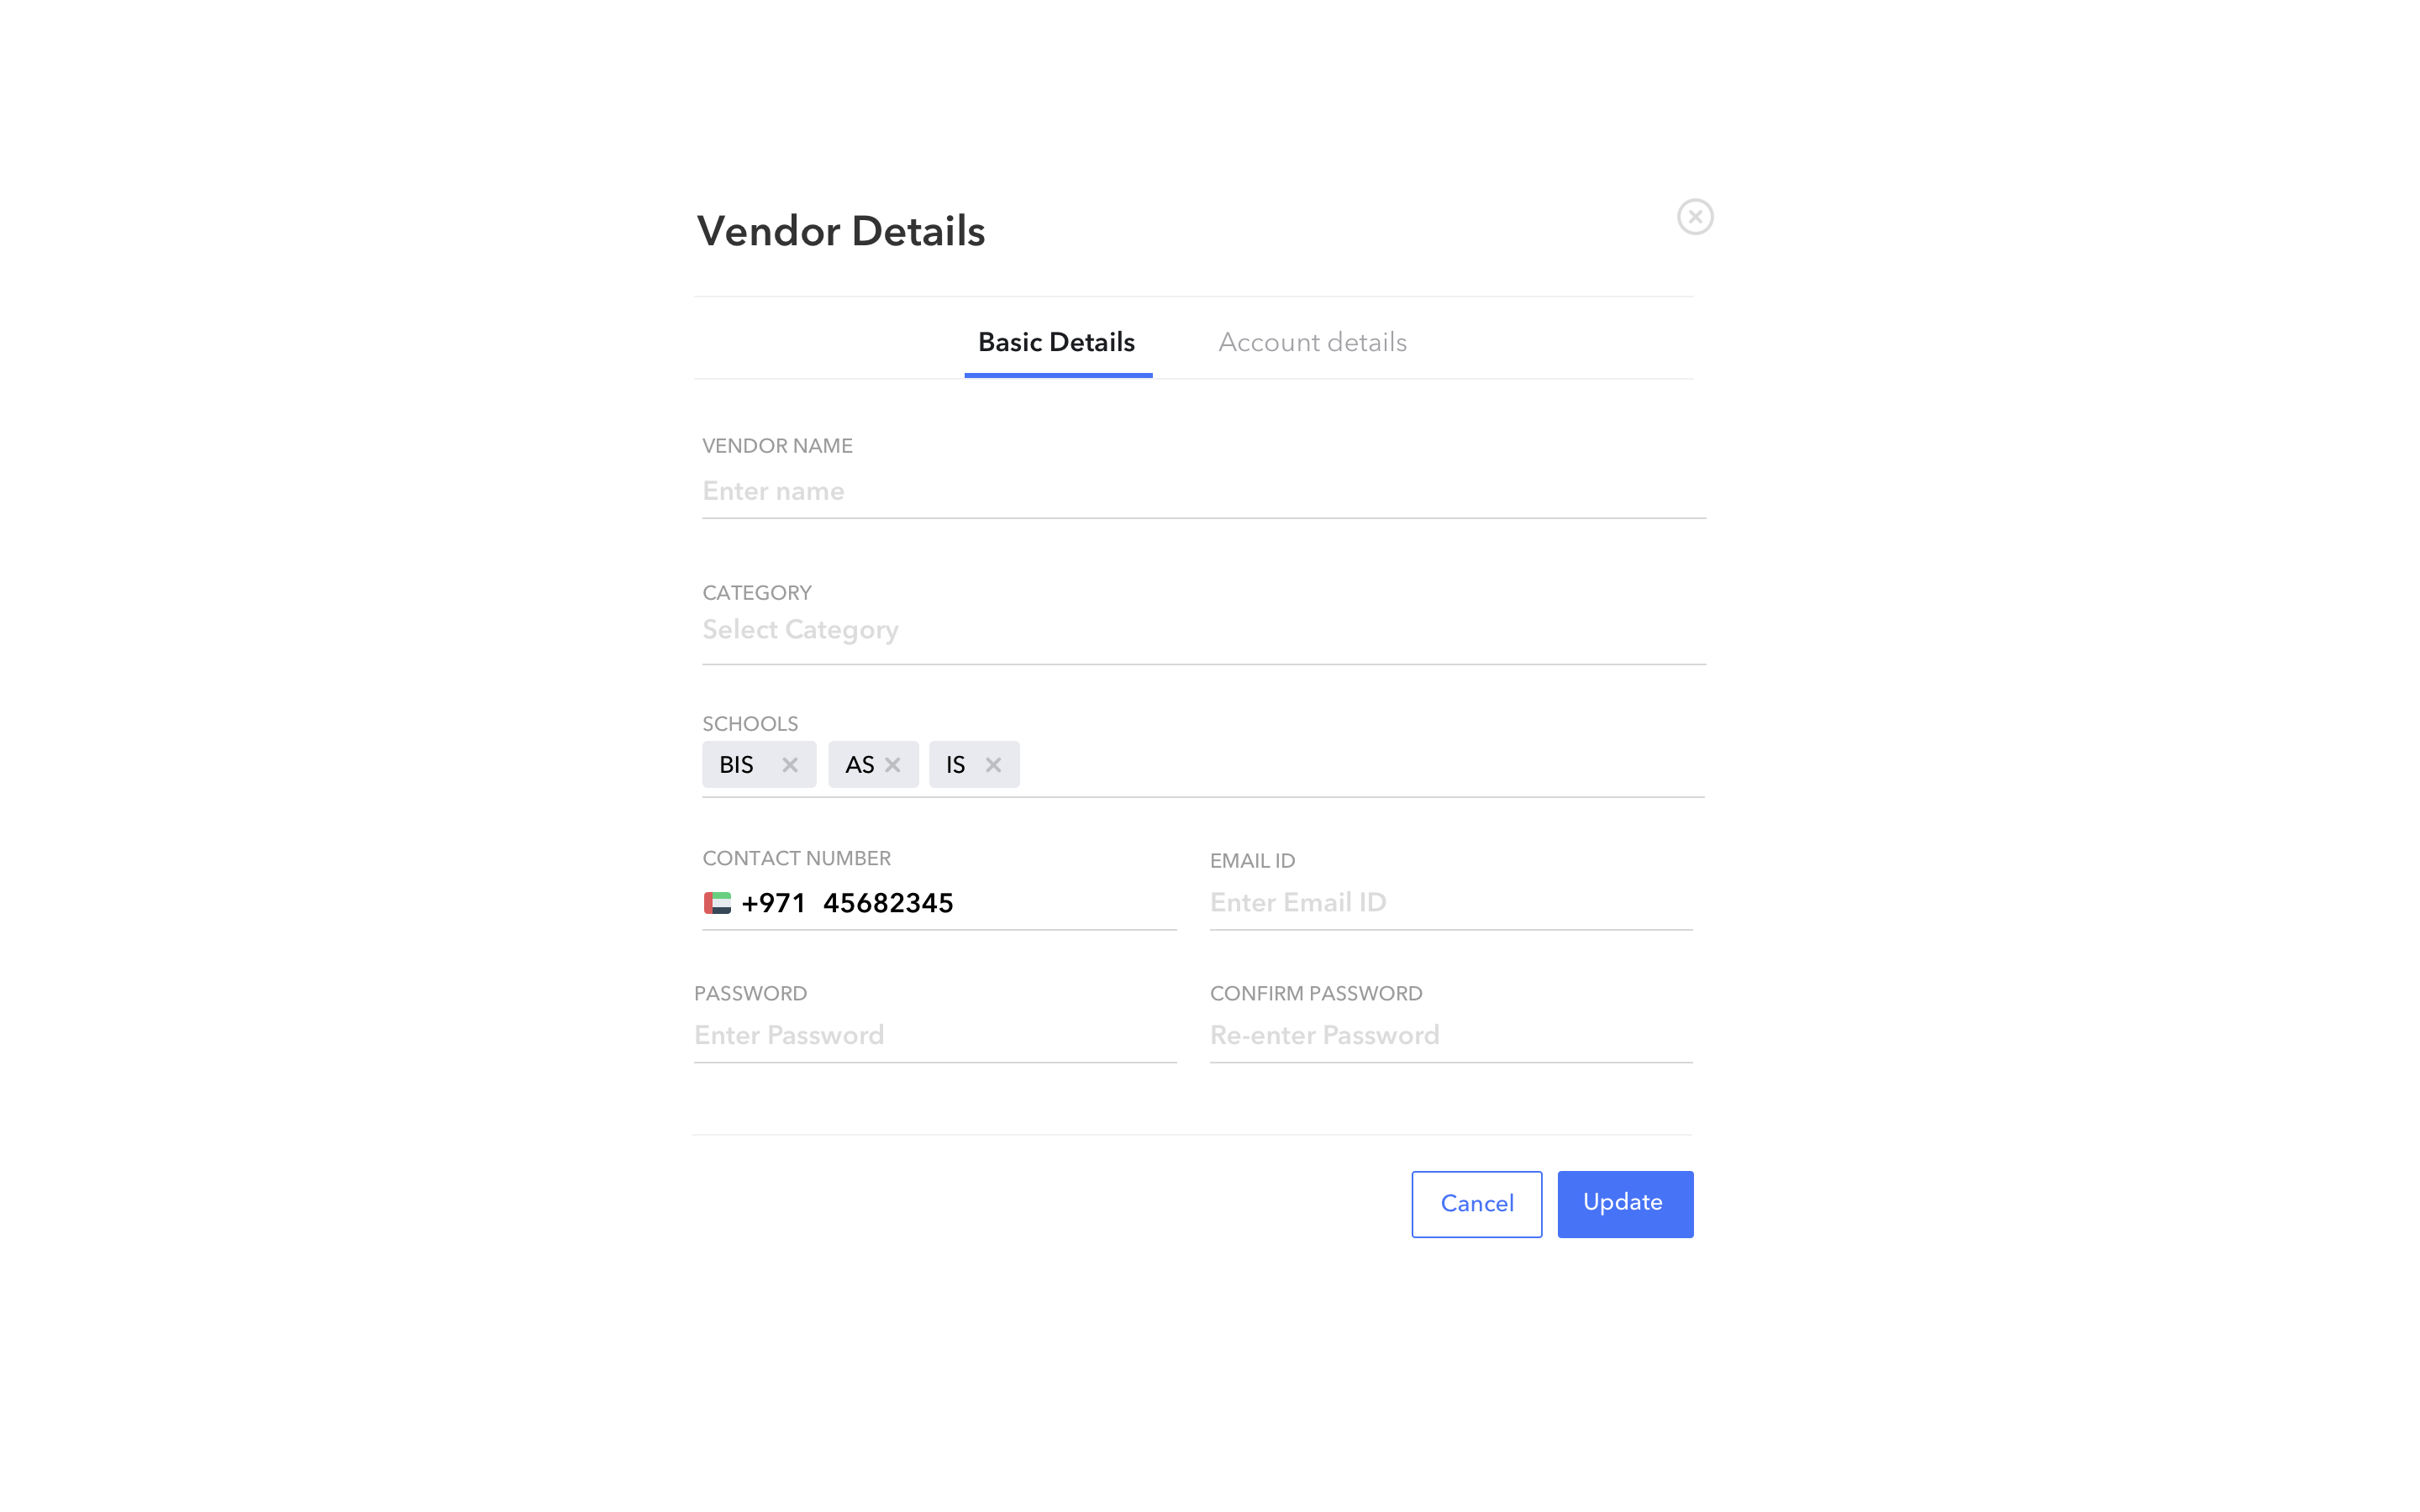 Vendor Details
Basic Details Account details
VENDOR NAME
Enter name
CATEGORY
Select Category
SCHOOLS
BIS AS IS
CONTACT NUMBER EMAIL ID
+971 45682345 Enter Email ID
PASSWORD CONFIRM PASSWORD
Enter Password Re-enter Password
Cancel Update